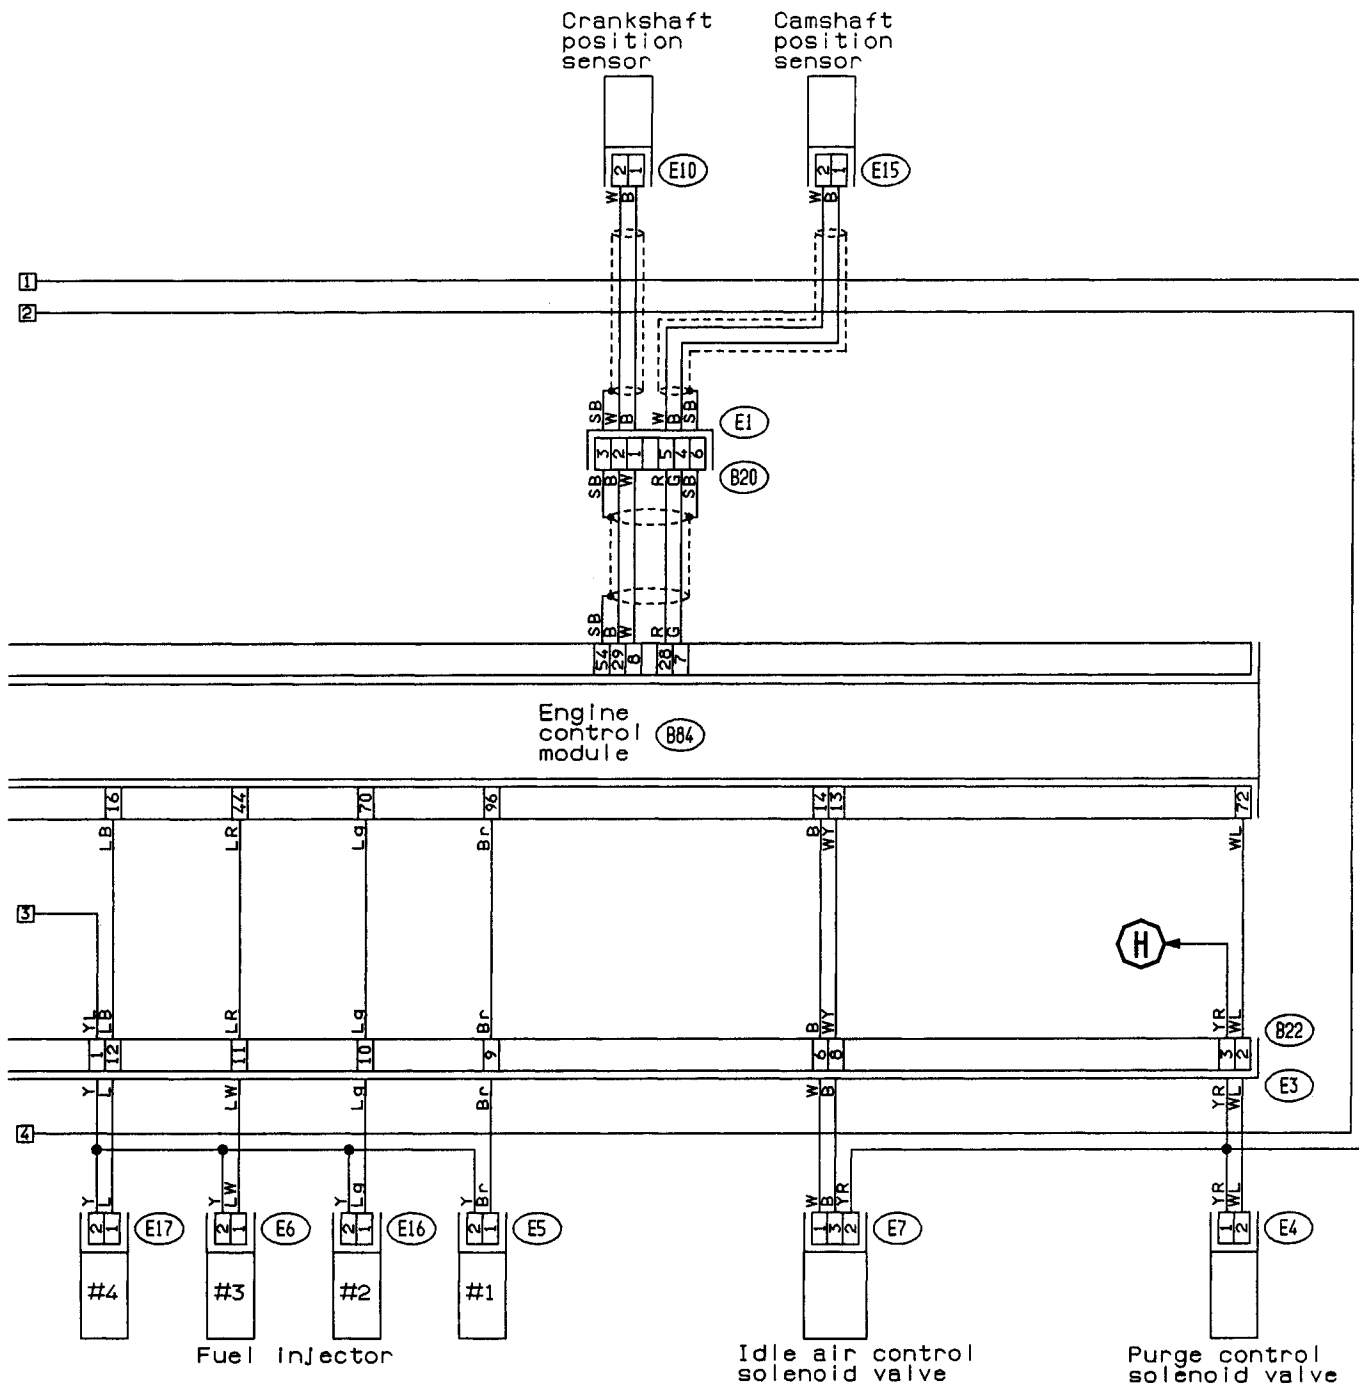 Crankshaft
position
sensor
Camshaft
position
sensor
2 1
E10
2 1
E15
W B
W B
1
2
SB W B W B SB
E1
3 2 1 5 4 6
B20
SB B W R G SB
SB B W R G
54 29 8 28 7
Engine
control
module
B84
16 44 70 96 14 13 72
LB LR Lg Br B WY WL
3
H
YL LB LR Lg Br B WY YR WL
B22
1 12 11 10 9 6 8 3 2
E3
Y L LW Lg Br W B YR WL
4
Y L Y LW Y Lg Y Br W B YR YR WL
2 1
E17
2 1
E6
2 1
E16
2 1
E5
1 3 2
E7
1 2
E4
#4
#3
#2
#1
Fuel injector
Idle air control
solenoid valve
Purge control
solenoid valve